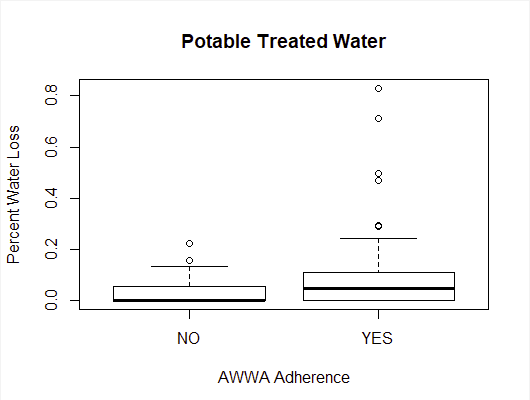 Potable Treated Water
Percent Water Loss
0.8
0.6
0.4
0.2
0.0
NO YES
AWWA Adherence